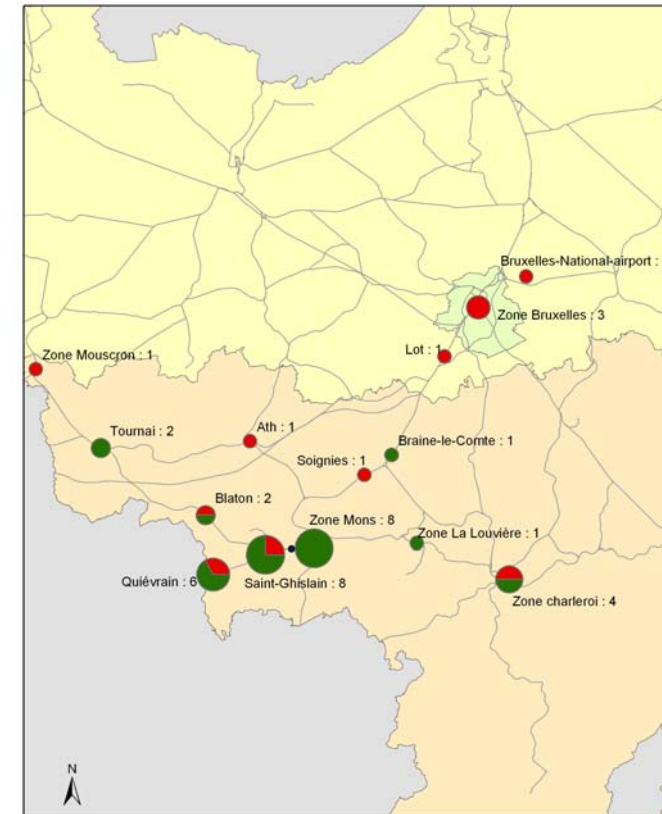 Bruxelles-National-airport :
Zone Bruxelles : 3
Lot : 1
Zone Mouscron : 1
Ath : 1
Tournai : 2
Braine-le-Comte : 1
Soignies : 1
Blaton : 2
Zone Mons : 8
Zone La Louvière : 1
Quiévrain : 6
Saint-Ghislain : 8
Zone charleroi : 4
N